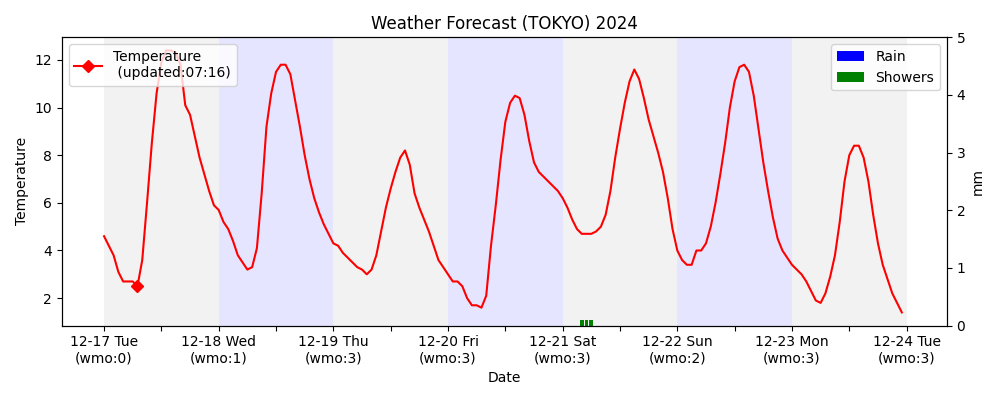 Weather Forecast (TOKYO) 2024
Temperature
(updated:07:16)
Rain
Showers
12
10
8
6
4
2
Temperature
5
4
3
2
1
0
mm
12-17 Tue
(wmo:0)
12-18 Wed
(wmo:1)
12-19 Thu
(wmo:3)
12-20 Fri
(wmo:3)
12-21 Sat
(wmo:3)
12-22 Sun
(wmo:2)
12-23 Mon
(wmo:3)
12-24 Tue
(wmo:3)
Date